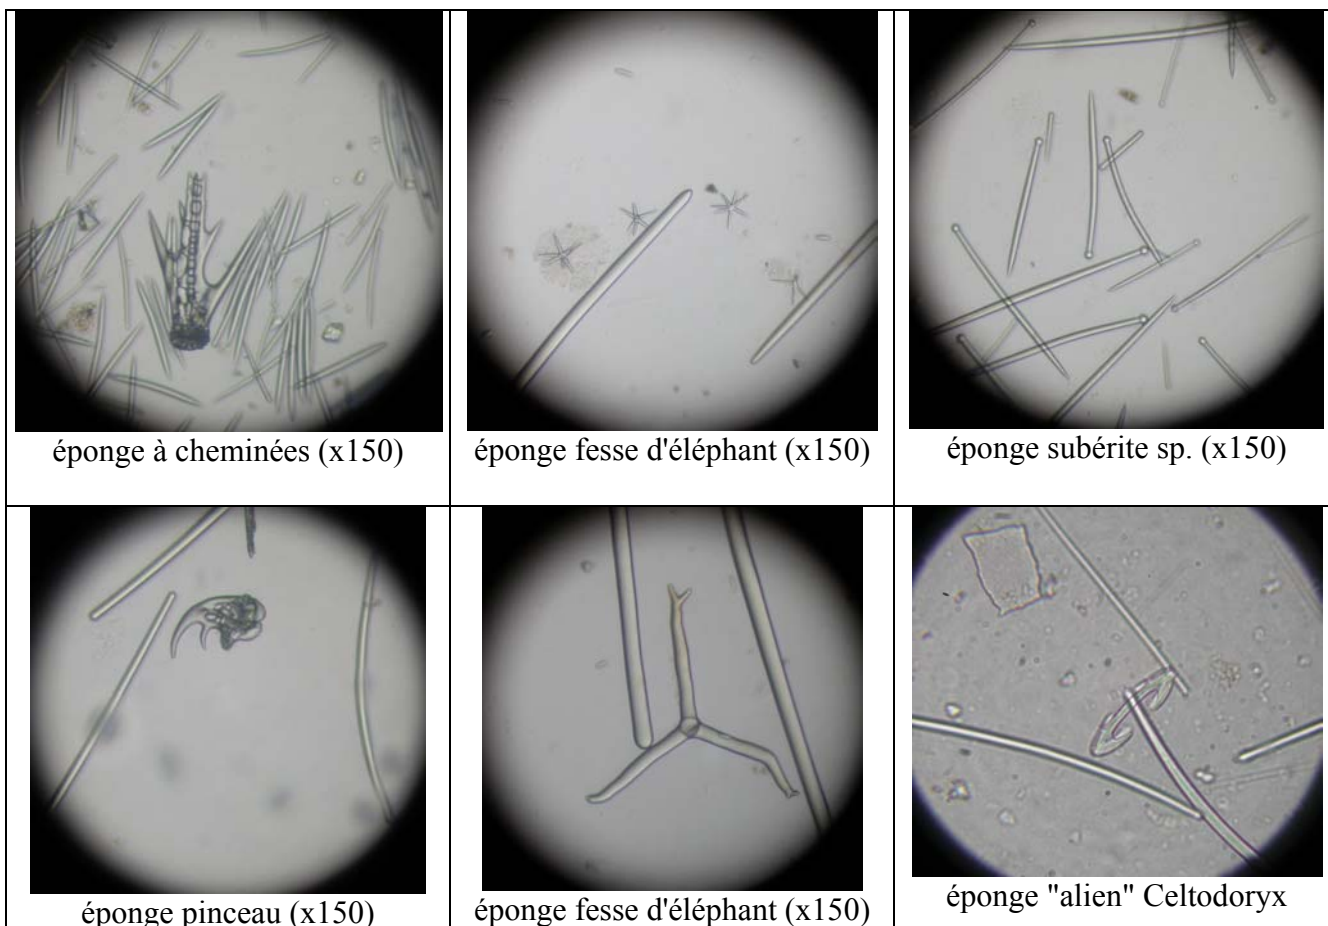 éponge à cheminées (x150)
éponge fesse d'éléphant (x150)
éponge subérite sp. (x150)
éponge pinceau (x150)
éponge fesse d'éléphant (x150)
éponge "alien" Celtodoryx